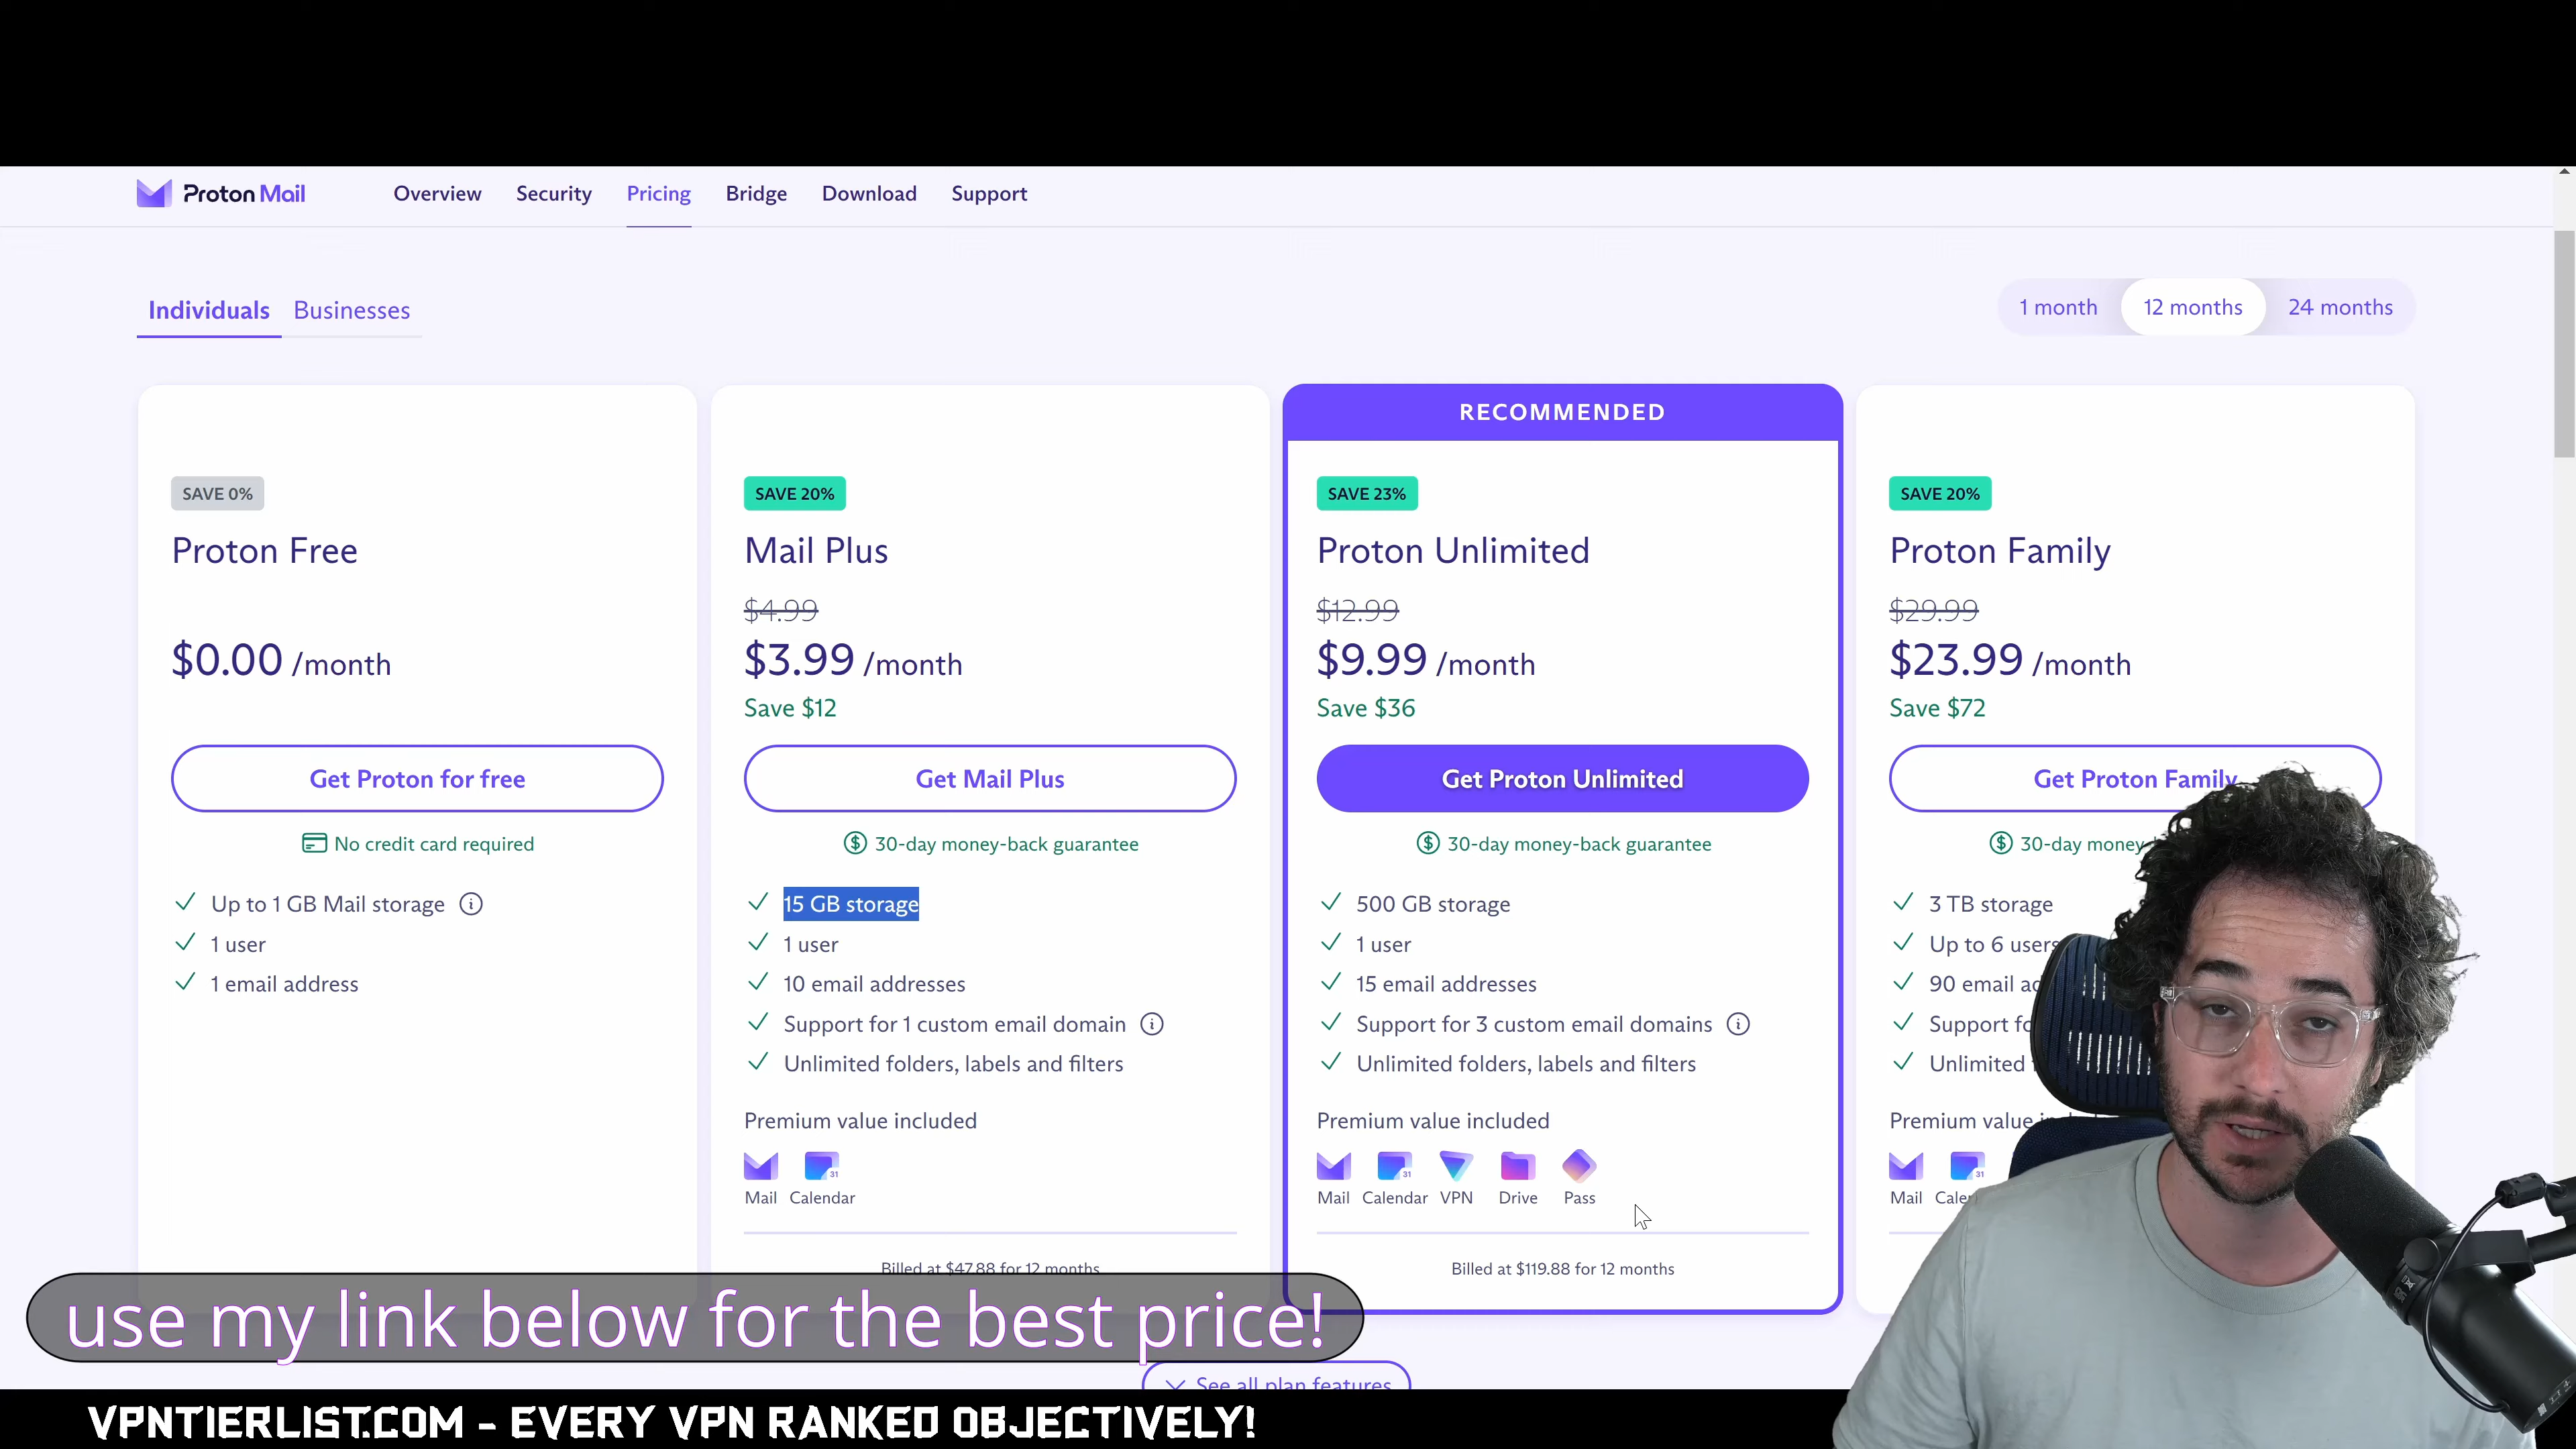 Proton Mail
Overview
Security
Pricing
Bridge
Download
Support
Individuals
Businesses
1 month
12 months
24 months
SAVE 0%
Proton Free
$0.00 /month
Get Proton for free
No credit card required
Up to 1 GB Mail storage
1 user
1 email address
SAVE 20%
Mail Plus
$4.99
$3.99 /month
Save $12
Get Mail Plus
30-day money-back guarantee
15 GB storage
1 user
10 email addresses
Support for 1 custom email domain
Unlimited folders, labels and filters
Premium value included
31
Mail
Calendar
Billed at $47.88 for 12 months
RECOMMENDED
SAVE 23%
Proton Unlimited
$12.99
$9.99 /month
Save $36
Get Proton Unlimited
30-day money-back guarantee
500 GB storage
1 user
15 email addresses
Support for 3 custom email domains
Unlimited folders, labels and filters
Premium value included
31
Mail
Calendar
VPN
Drive
Pass
Billed at $119.88 for 12 months
SAVE 20%
Proton Family
$29.99
$23.99 /month
Save $72
Get Proton Family
30-day money-
3 TB storage
Up to 6 users
90 email
Support
Unlimited
Premium value
31
Mail
See all plan features
use my link below for the best price!
VPNTIERLIST.COM - EVERY VPN RANKED OBJECTIVELY!